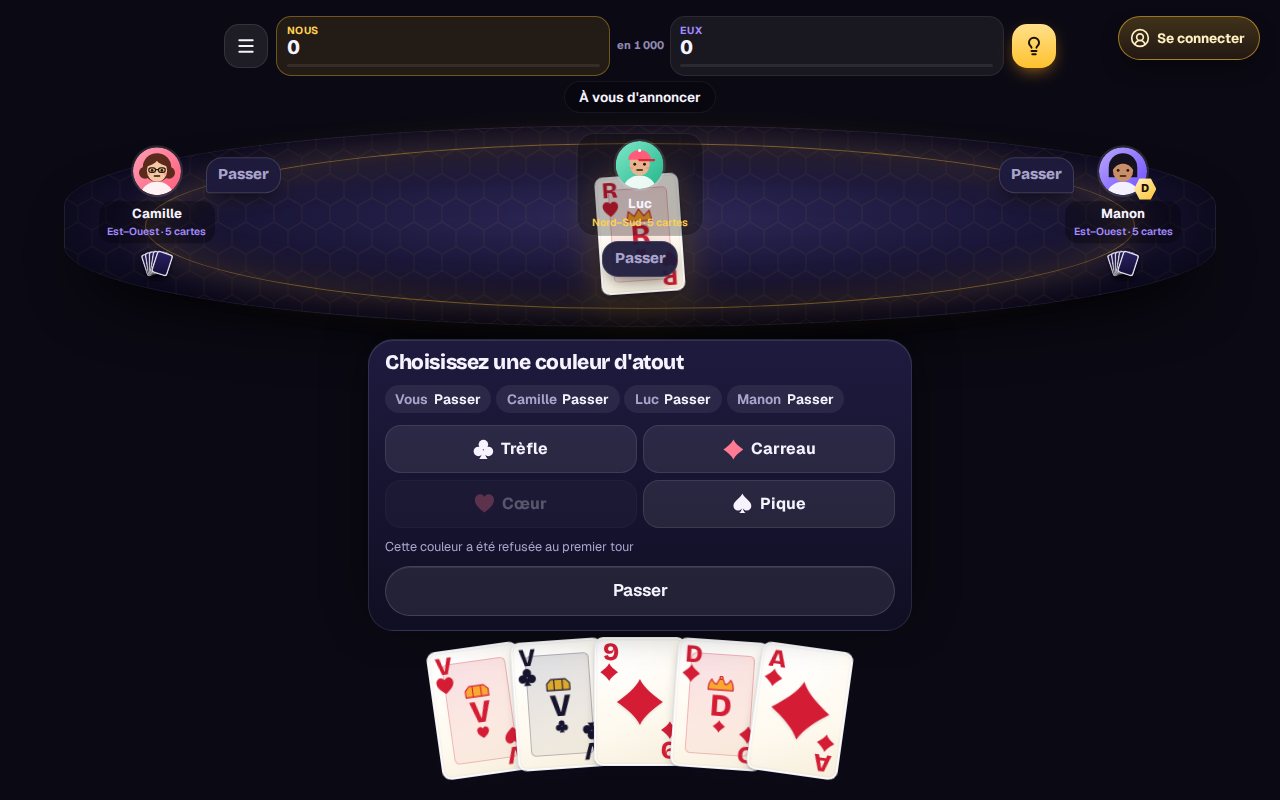 NOUS
0
en 1 000
EUX
0
Se connecter
À vous d'annoncer
Passer
Camille
Est–Ouest · 5 cartes
R
Luc
Nord–Sud · 5 cartes
R
Passer
R
Passer
D
Manon
Est–Ouest · 5 cartes
Choisissez une couleur d'atout
Vous Passer Camille Passer Luc Passer Manon Passer
Trèfle
Carreau
Cœur
Pique
Cette couleur a été refusée au premier tour
Passer
V
V
V
V
V
V
9
9
D
D
D
A
A